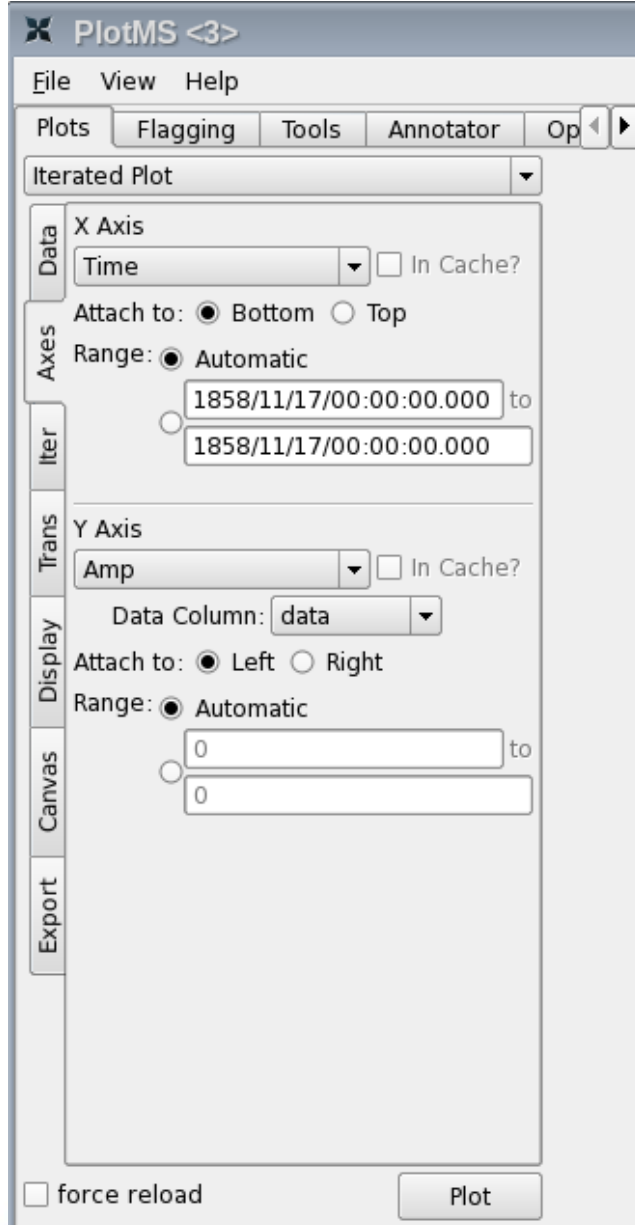 PlotMS <3>
File View Help
Plots Flagging Tools Annotator Op
Iterated Plot
Data
Axes
Iter
Trans
Display
Canvas
Export
X Axis
Time In Cache?
Attach to: Bottom Top
Range: Automatic
1858/11/17/00:00:00.000 to
1858/11/17/00:00:00.000
Y Axis
Amp In Cache?
Data Column: data
Attach to: Left Right
Range: Automatic
0 to
0
force reload Plot